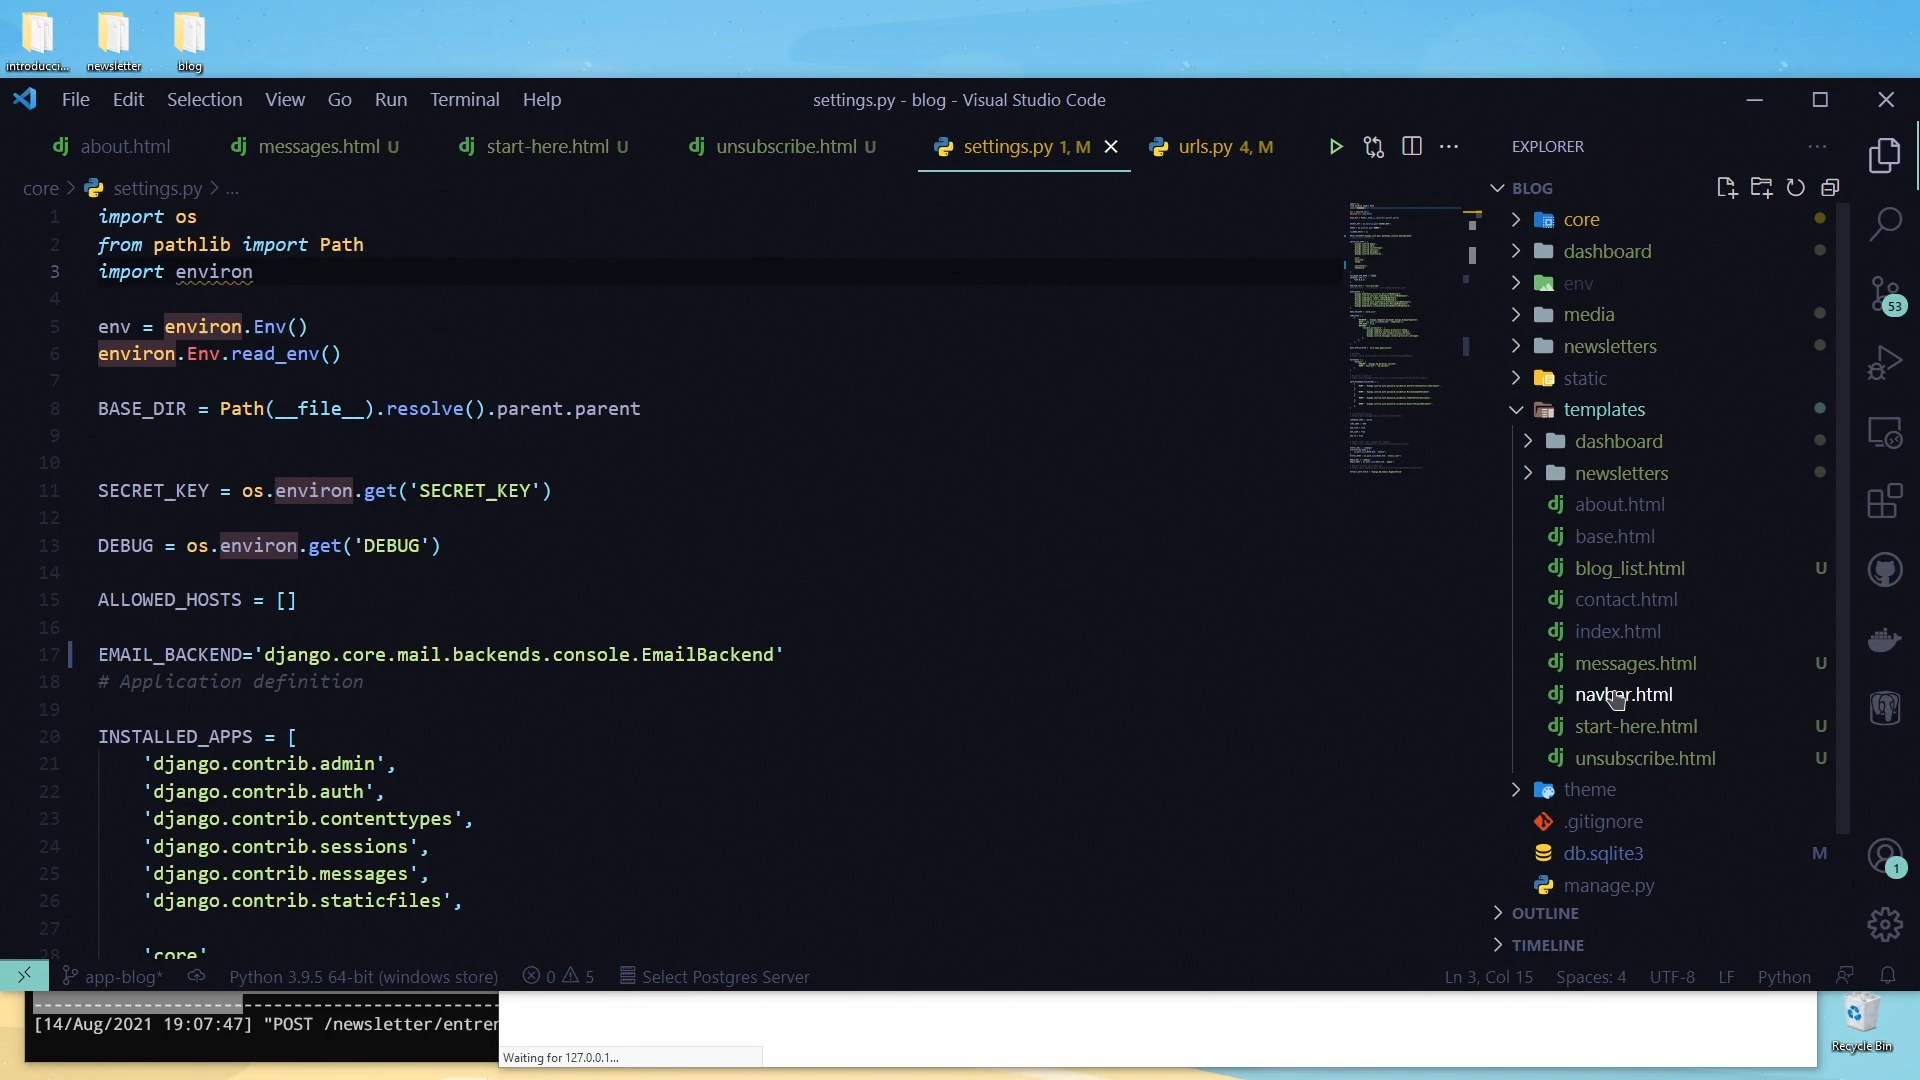 introducci...
newsletter
blog
File Edit Selection View Go Run Terminal Help
settings.py - blog - Visual Studio Code
about.html
messages.html U
start-here.html U
unsubscribe.html U
settings.py 1, M
urls.py 4, M
core > settings.py > ...
1 import os
2 from pathlib import Path
3 import environ
4
5 env = environ.Env()
6 environ.Env.read_env()
7
8 BASE_DIR = Path(__file__).resolve().parent.parent
9
10
11 SECRET_KEY = os.environ.get('SECRET_KEY')
12
13 DEBUG = os.environ.get('DEBUG')
14
15 ALLOWED_HOSTS = []
16
17 EMAIL_BACKEND='django.core.mail.backends.console.EmailBackend'
18 # Application definition
19
20 INSTALLED_APPS = [
21 'django.contrib.admin',
22 'django.contrib.auth',
23 'django.contrib.contenttypes',
24 'django.contrib.sessions',
25 'django.contrib.messages',
26 'django.contrib.staticfiles',
27
28 'core'
EXPLORER
BLOG
core
dashboard
env
media
newsletters
static
templates
dashboard
newsletters
about.html
base.html
blog_list.html U
contact.html
index.html
messages.html U
navbar.html
start-here.html U
unsubscribe.html U
theme
.gitignore
db.sqlite3 M
manage.py
OUTLINE
TIMELINE
53
1
app-blog* Python 3.9.5 64-bit (windows store) 0 5 Select Postgres Server
Ln 3, Col 15 Spaces: 4 UTF-8 LF Python
[14/Aug/2021 19:07:47] "POST /newsletter/entrer
Waiting for 127.0.0.1...
Recycle Bin